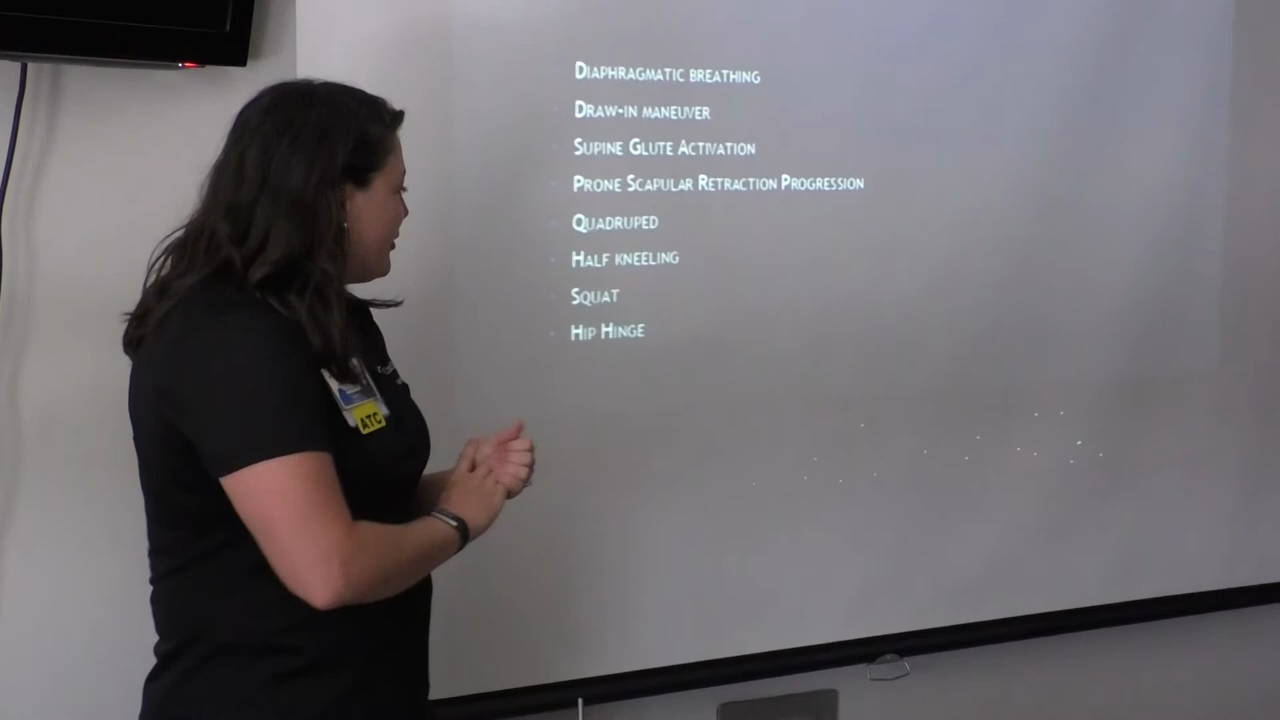 Diaphragmatic breathing
Draw-in maneuver
Supine Glute Activation
Prone Scapular Retraction Progression
Quadruped
Half kneeling
Squat
Hip Hinge
ATC